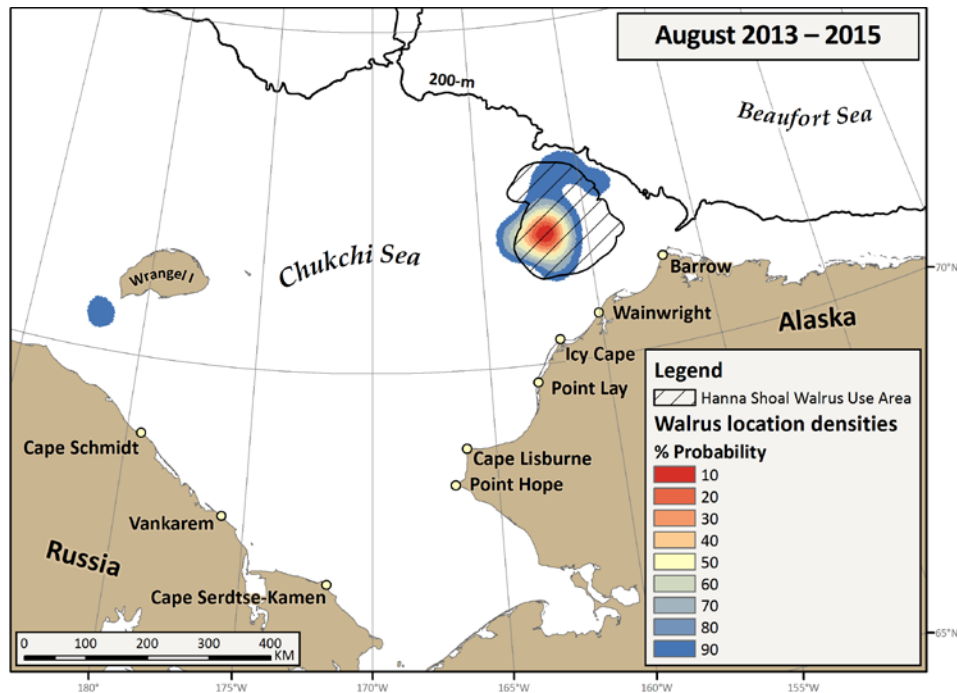 August 2013 – 2015
200-m
Beaufort Sea
Chukchi Sea
Wrangel I
70°N
Barrow
Wainwright
Alaska
Icy Cape
Point Lay
Cape Schmidt
Cape Lisburne
Point Hope
Vankarem
Russia
Cape Serdtse-Kamen
Legend
Hanna Shoal Walrus Use Area
Walrus location densities
% Probability
10
20
30
40
50
60
70
80
90
0 100 200 300 400
KM
65°N
180° 175°W 170°W 165°W 160°W 155°W